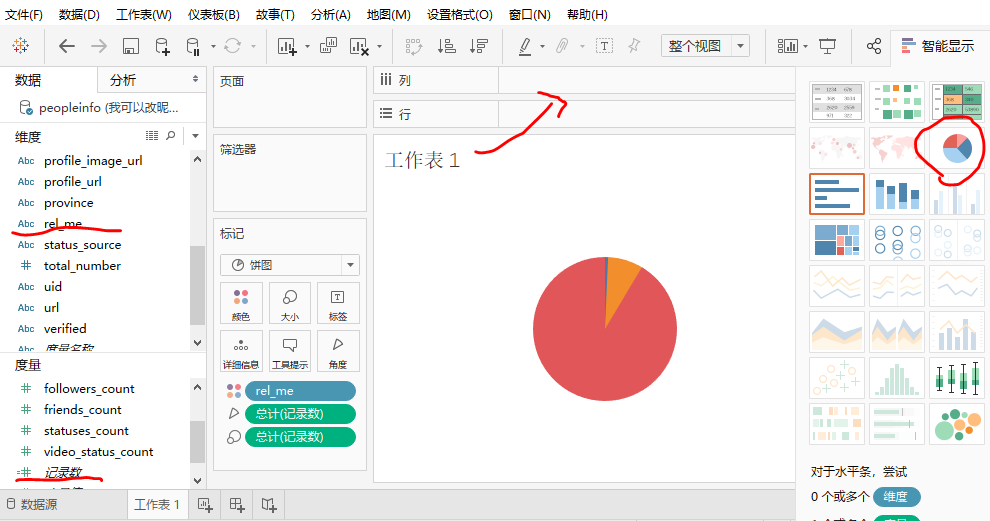 文件(F) 数据(D) 工作表(W) 仪表板(B) 故事(T) 分析(A) 地图(M) 设置格式(O) 窗口(N) 帮助(H)
整个视图 智能显示
数据 分析
peopleinfo (我可以改昵...
维度
Abc profile_image_url
Abc profile_url
Abc province
Abc rel_me
Abc status_source
# total_number
Abc uid
Abc url
Abc verified
Abc 度量名称
度量
# followers_count
# friends_count
# statuses_count
# video_status_count
# 记录数
页面
筛选器
标记
饼图
颜色 大小 标签
详细信息 工具提示 角度
rel_me
总计(记录数)
总计(记录数)
列
行
工作表 1
对于水平条，尝试
0 个或多个 维度
数据源 工作表 1